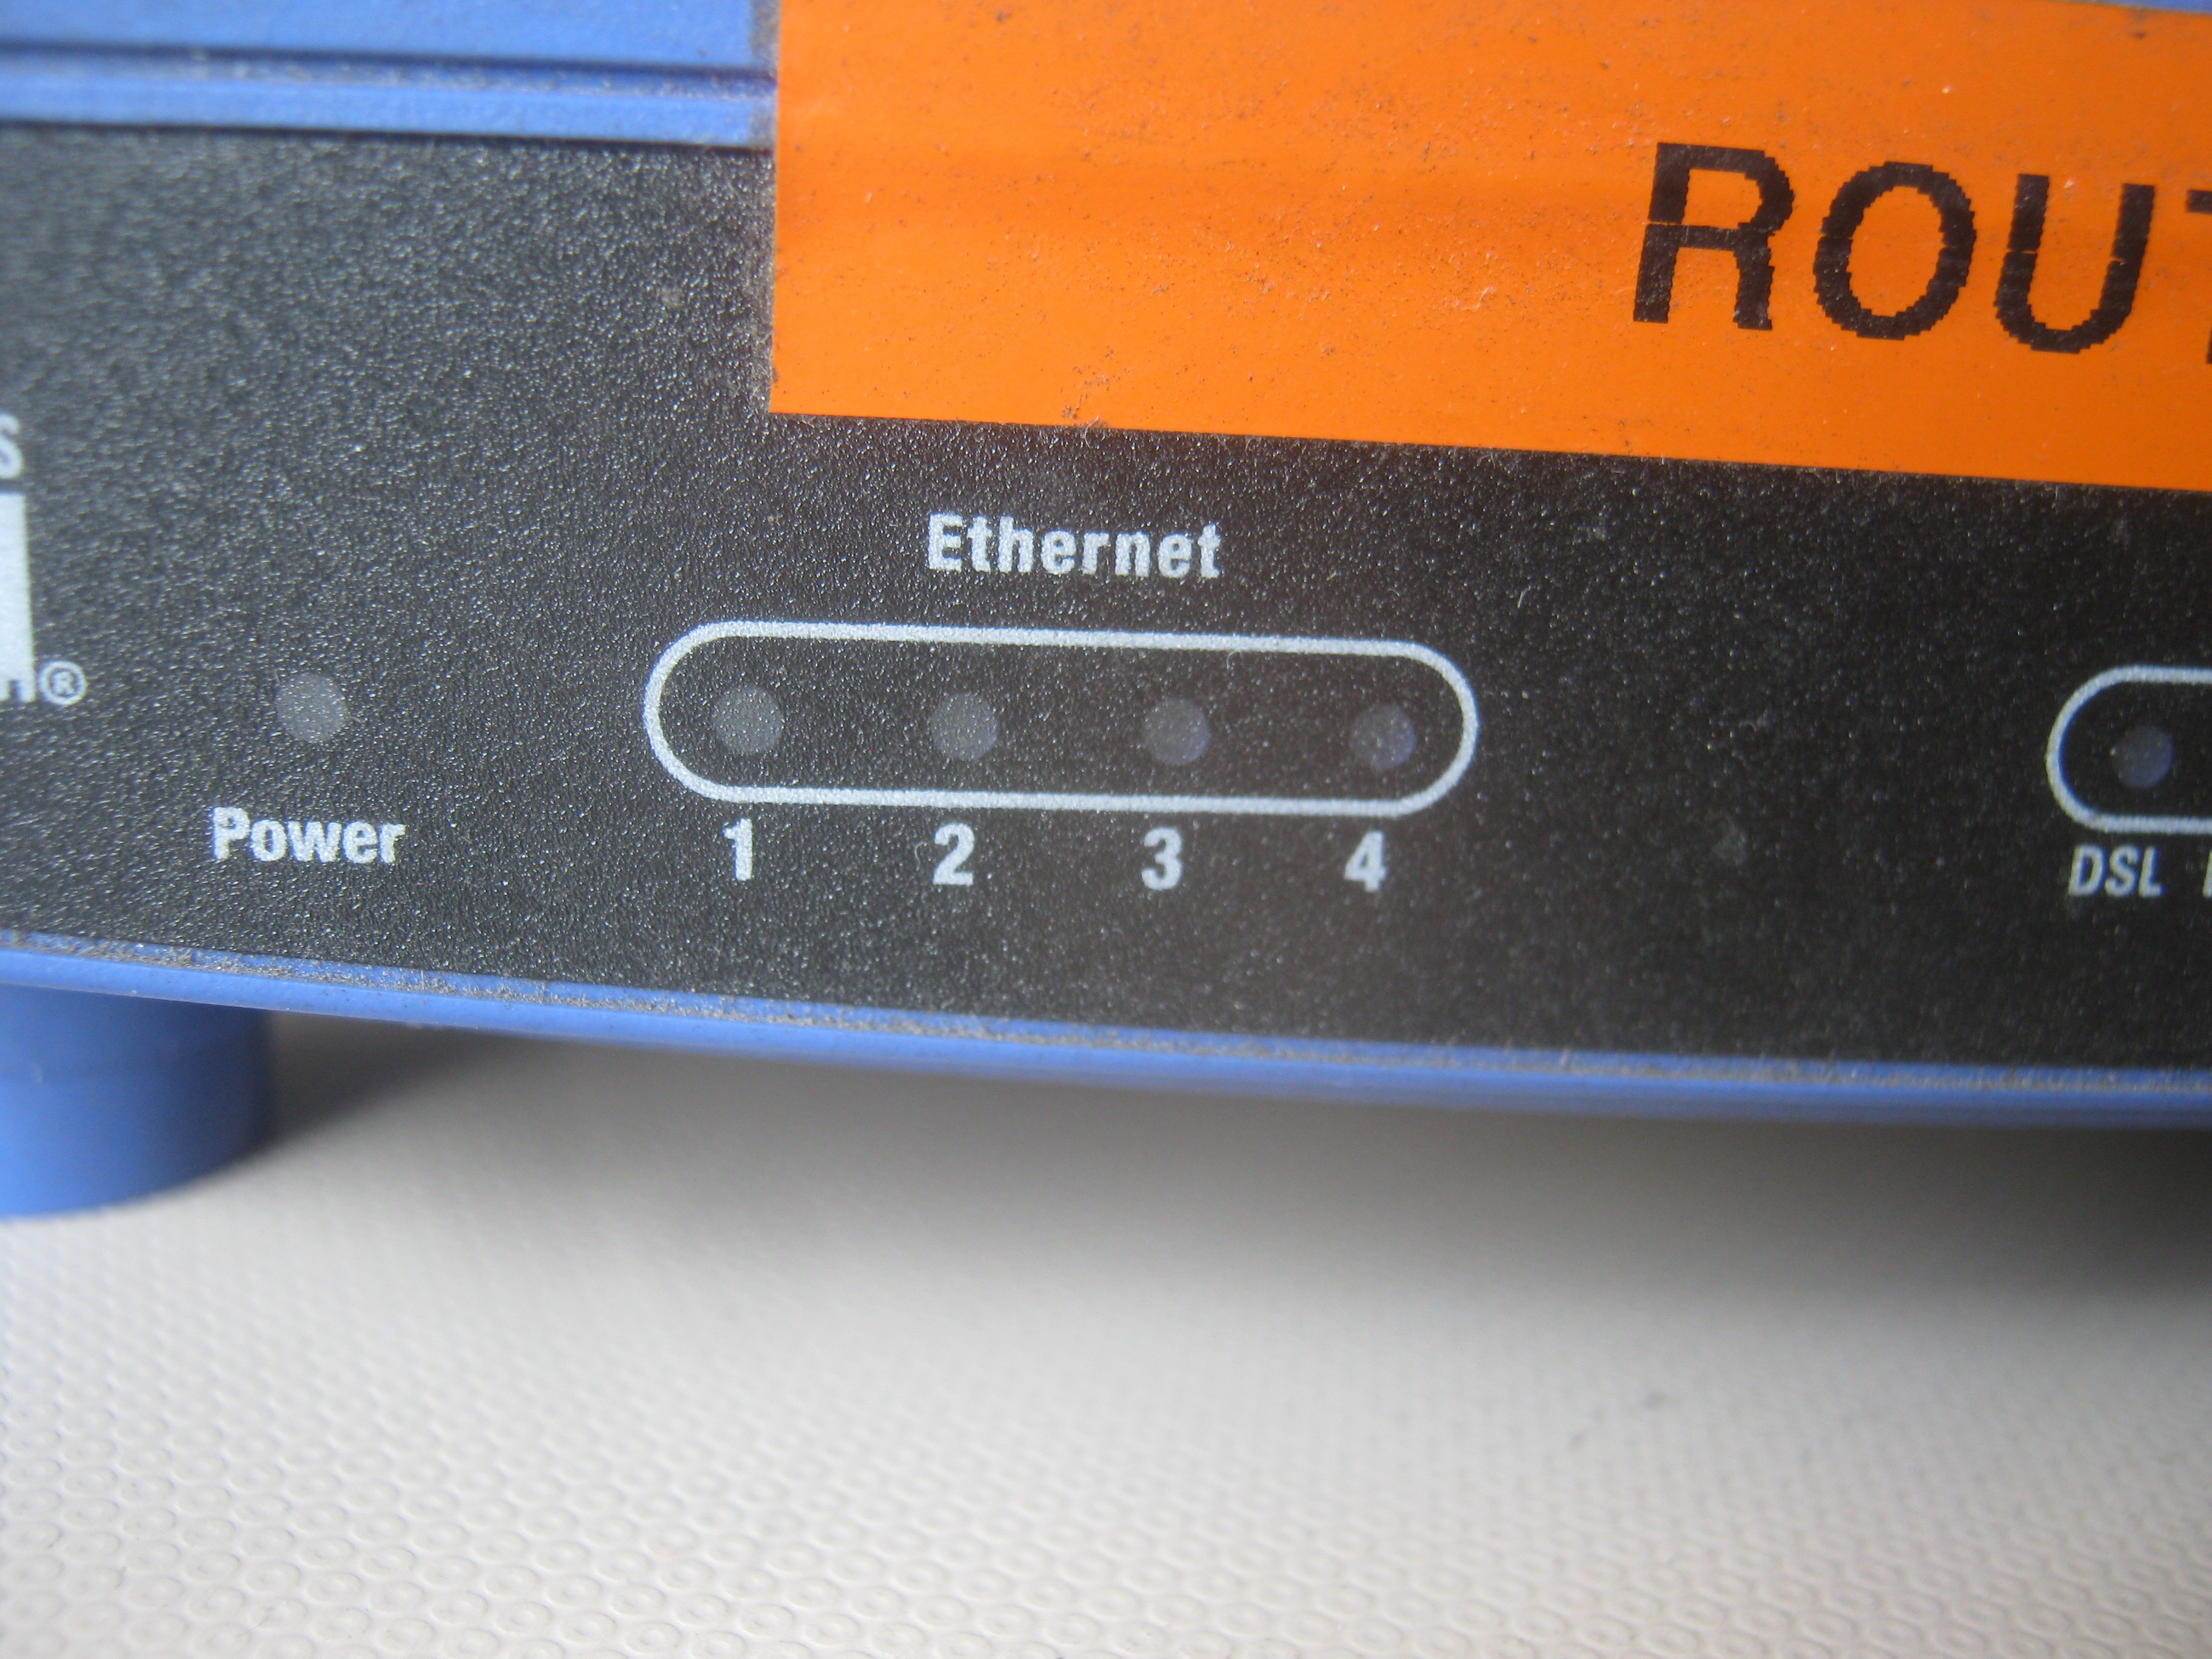 ROUT
Ethernet
®
Power
1 2 3 4
DSL